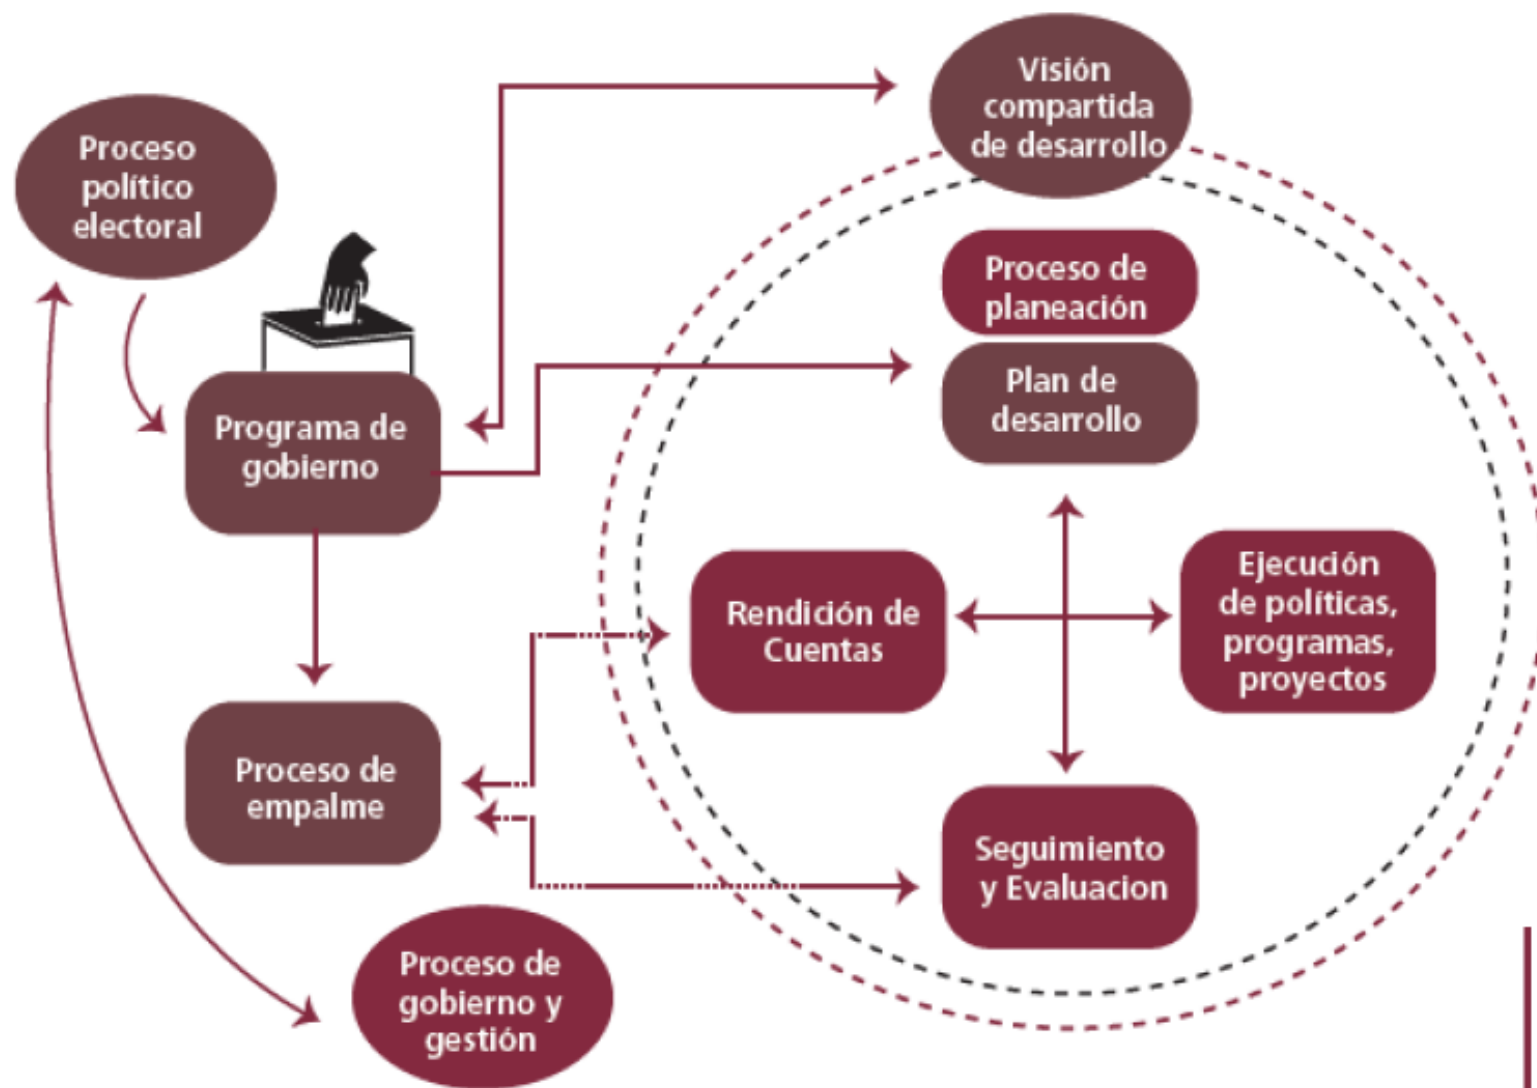 Visión
compartida
de desarrollo
Proceso
político
electoral
Proceso de
planeación
Plan de
desarrollo
Programa de
gobierno
Rendición de
Cuentas
Ejecución
de políticas,
programas,
proyectos
Proceso de
empalme
Seguimiento
y Evaluacion
Proceso de
gobierno y
gestión